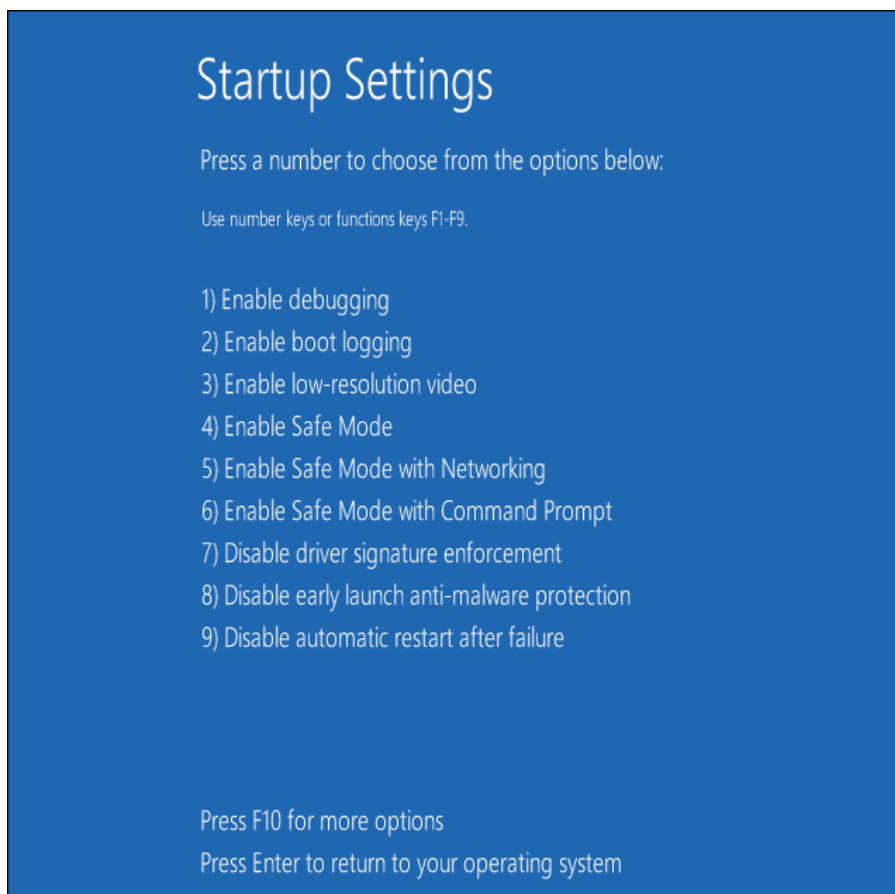 Startup Settings
Press a number to choose from the options below:
Use number keys or functions keys F1-F9.
1) Enable debugging
2) Enable boot logging
3) Enable low-resolution video
4) Enable Safe Mode
5) Enable Safe Mode with Networking
6) Enable Safe Mode with Command Prompt
7) Disable driver signature enforcement
8) Disable early launch anti-malware protection
9) Disable automatic restart after failure
Press F10 for more options
Press Enter to return to your operating system